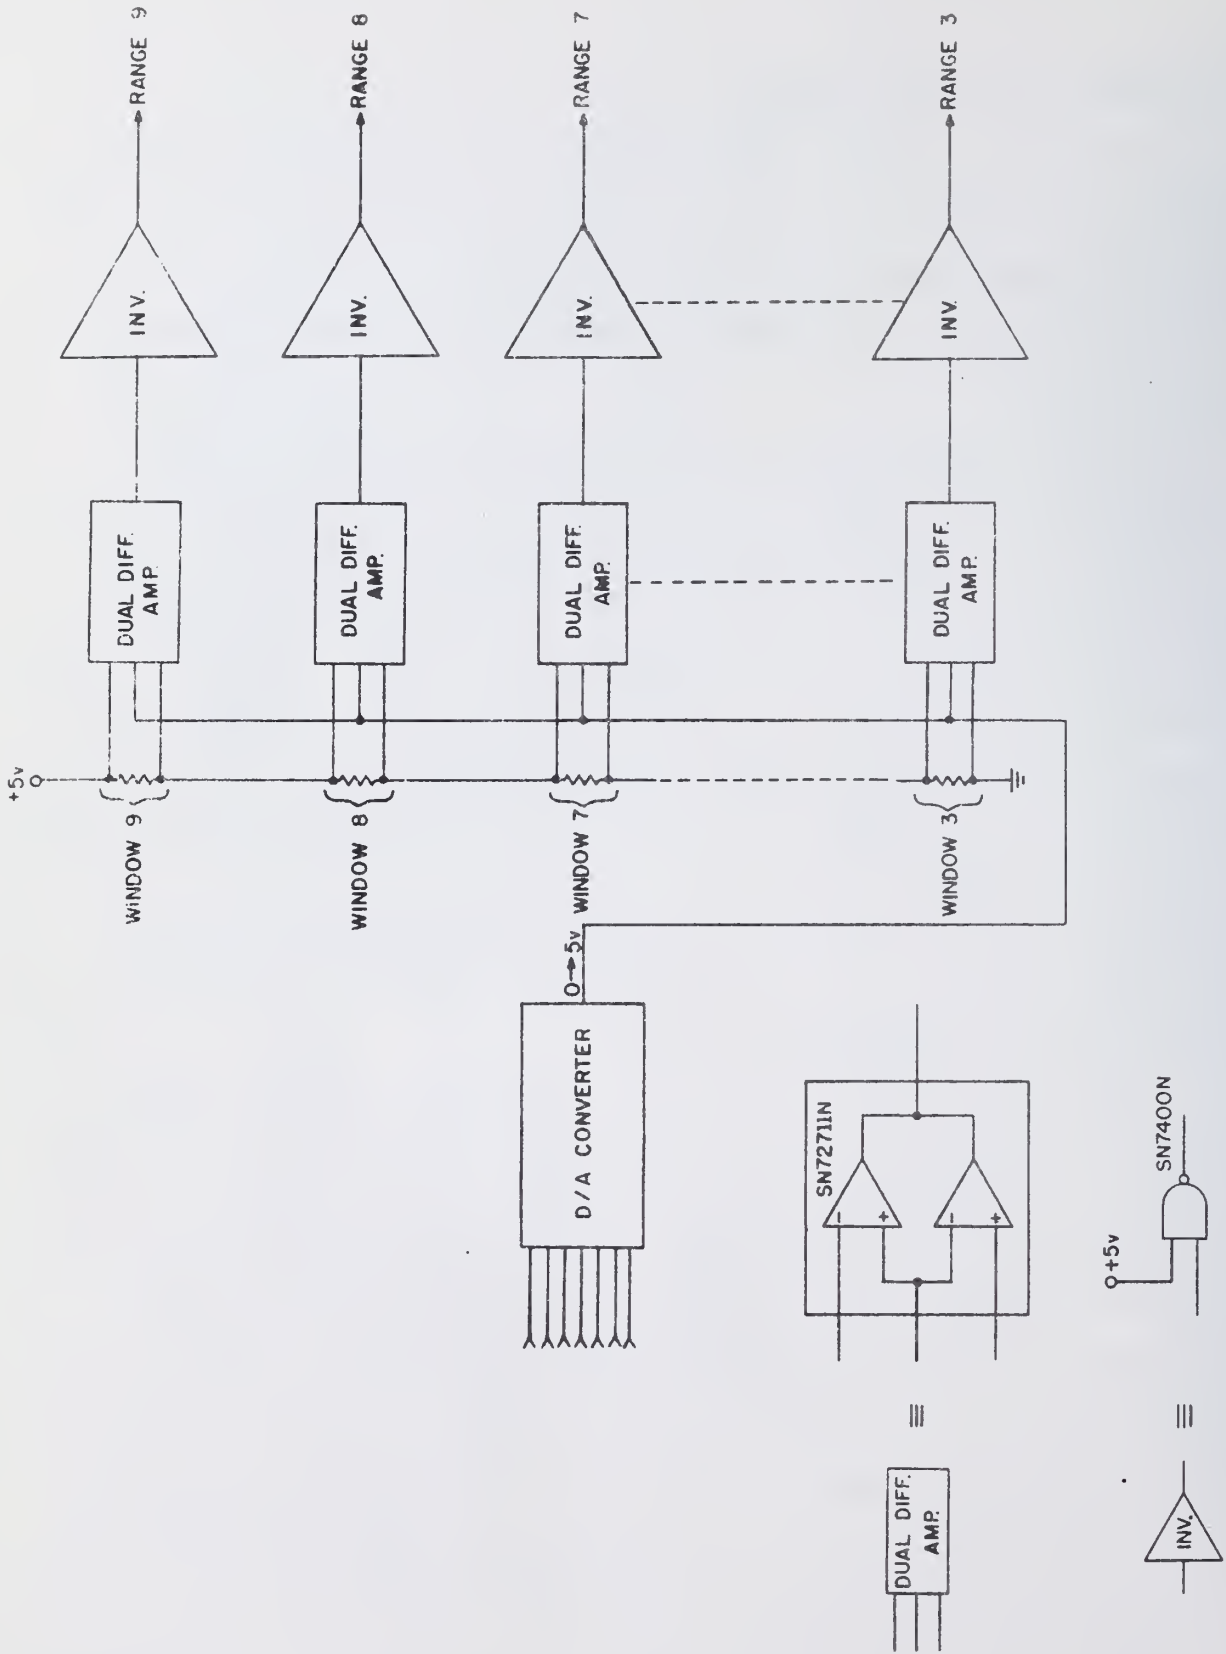 +5v
WINDOW 9
DUAL DIFF.
AMP.
INV.
RANGE 9
WINDOW 8
DUAL DIFF.
AMP.
INV.
RANGE 8
WINDOW 7
DUAL DIFF.
AMP.
INV.
RANGE 7
WINDOW 3
DUAL DIFF.
AMP.
INV.
RANGE 3
D/A CONVERTER
0→5v
DUAL DIFF.
AMP.
≡
SN72711N
-
+
-
+
INV.
≡
+5v
SN7400N